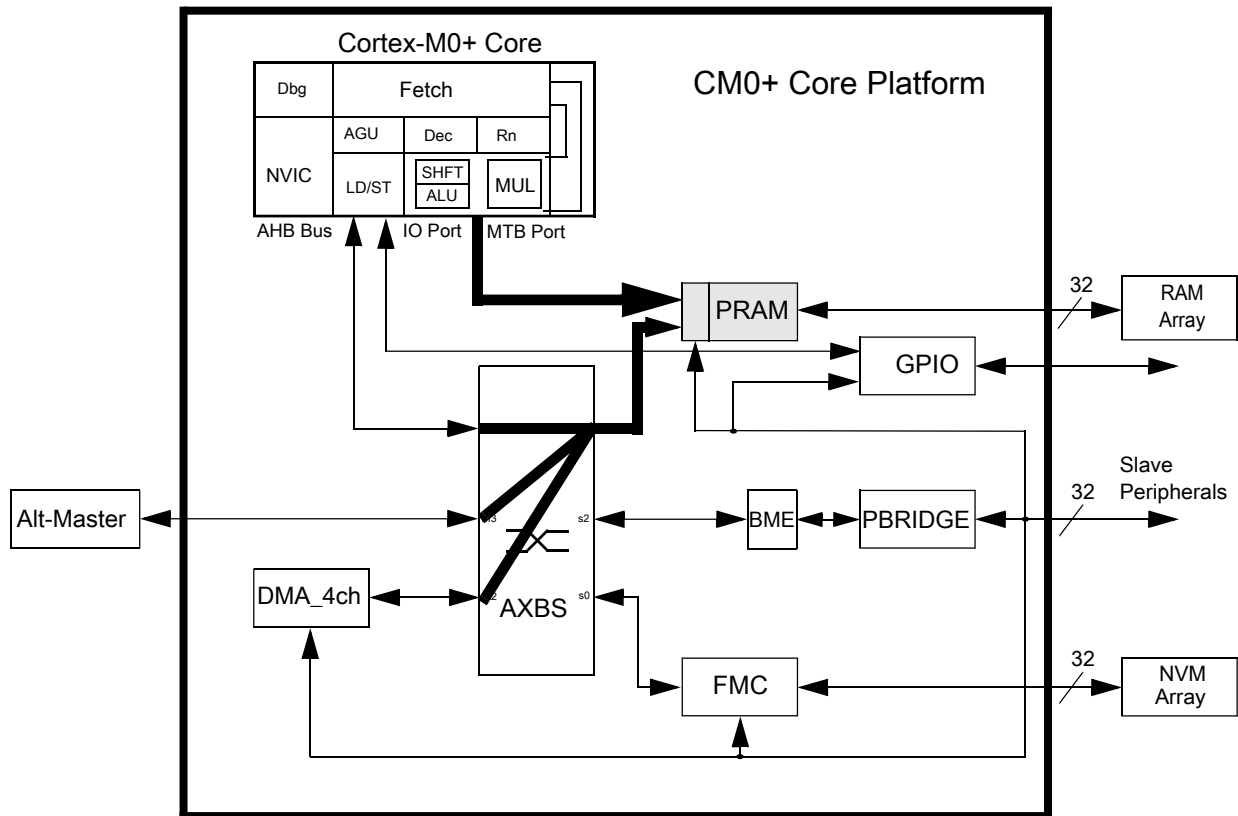 Cortex-M0+ Core
CM0+ Core Platform
Dbg
Fetch
AGU
Dec
Rn
NVIC
LD/ST
SHFT
ALU
MUL
AHB Bus
IO Port
MTB Port
PRAM
32
RAM
Array
GPIO
Alt-Master
s2
BME
PBRIDGE
32
Slave
Peripherals
DMA_4ch
AXBS
s0
FMC
32
NVM
Array